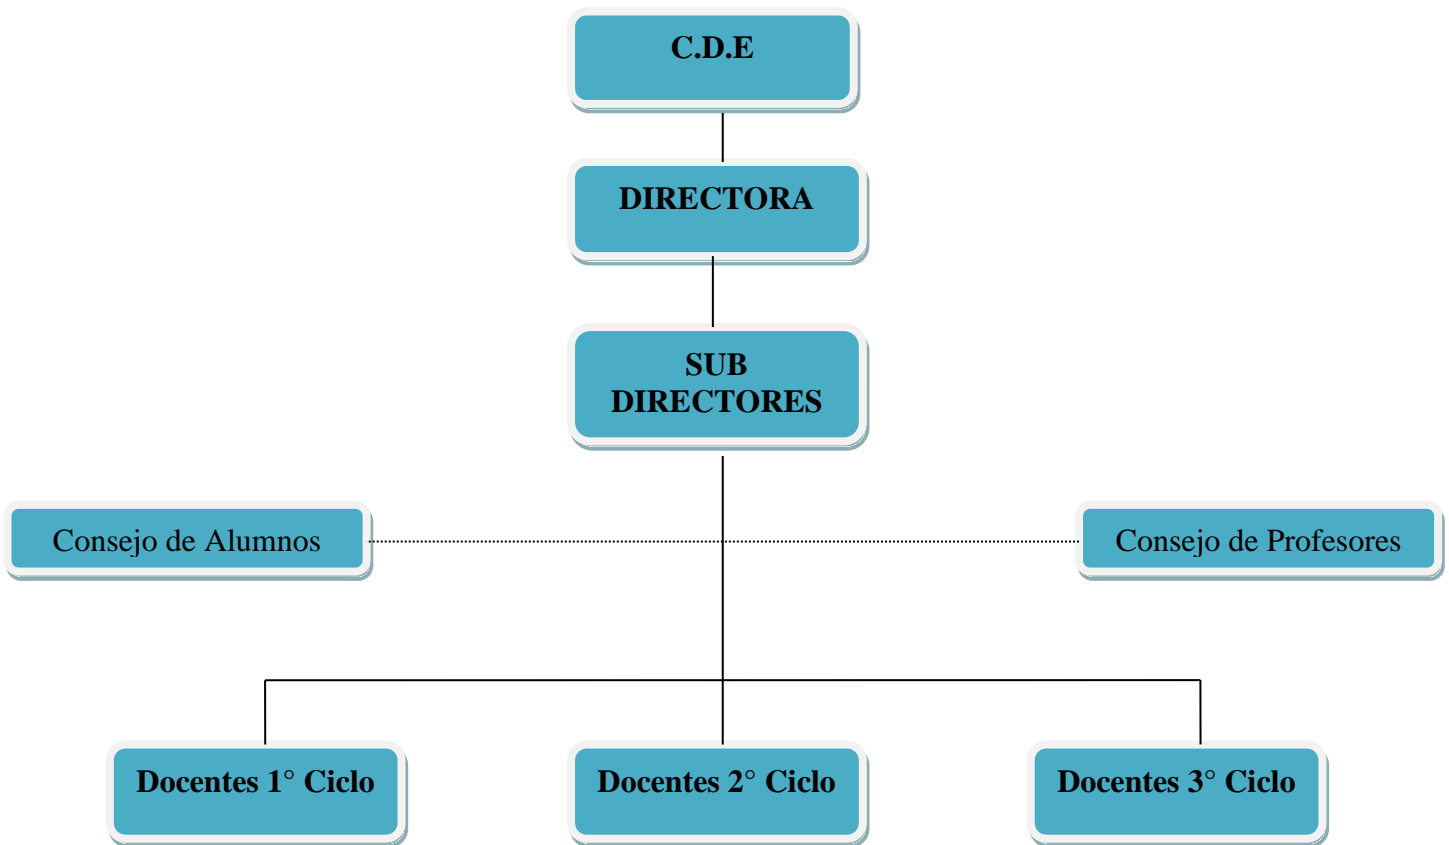 C.D.E
DIRECTORA
SUB
DIRECTORES
Consejo de Alumnos
Consejo de Profesores
Docentes 1° Ciclo
Docentes 2° Ciclo
Docentes 3° Ciclo